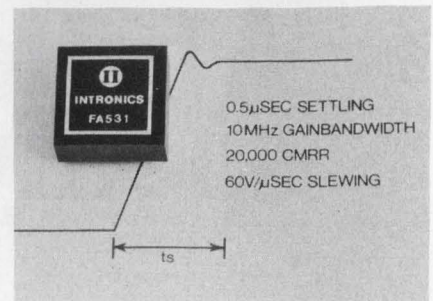 INTRONICS
FA531
0.5µSEC SETTLING
10MHz GAINBANDWIDTH
20,000 CMRR
60V/µSEC SLEWING
ts